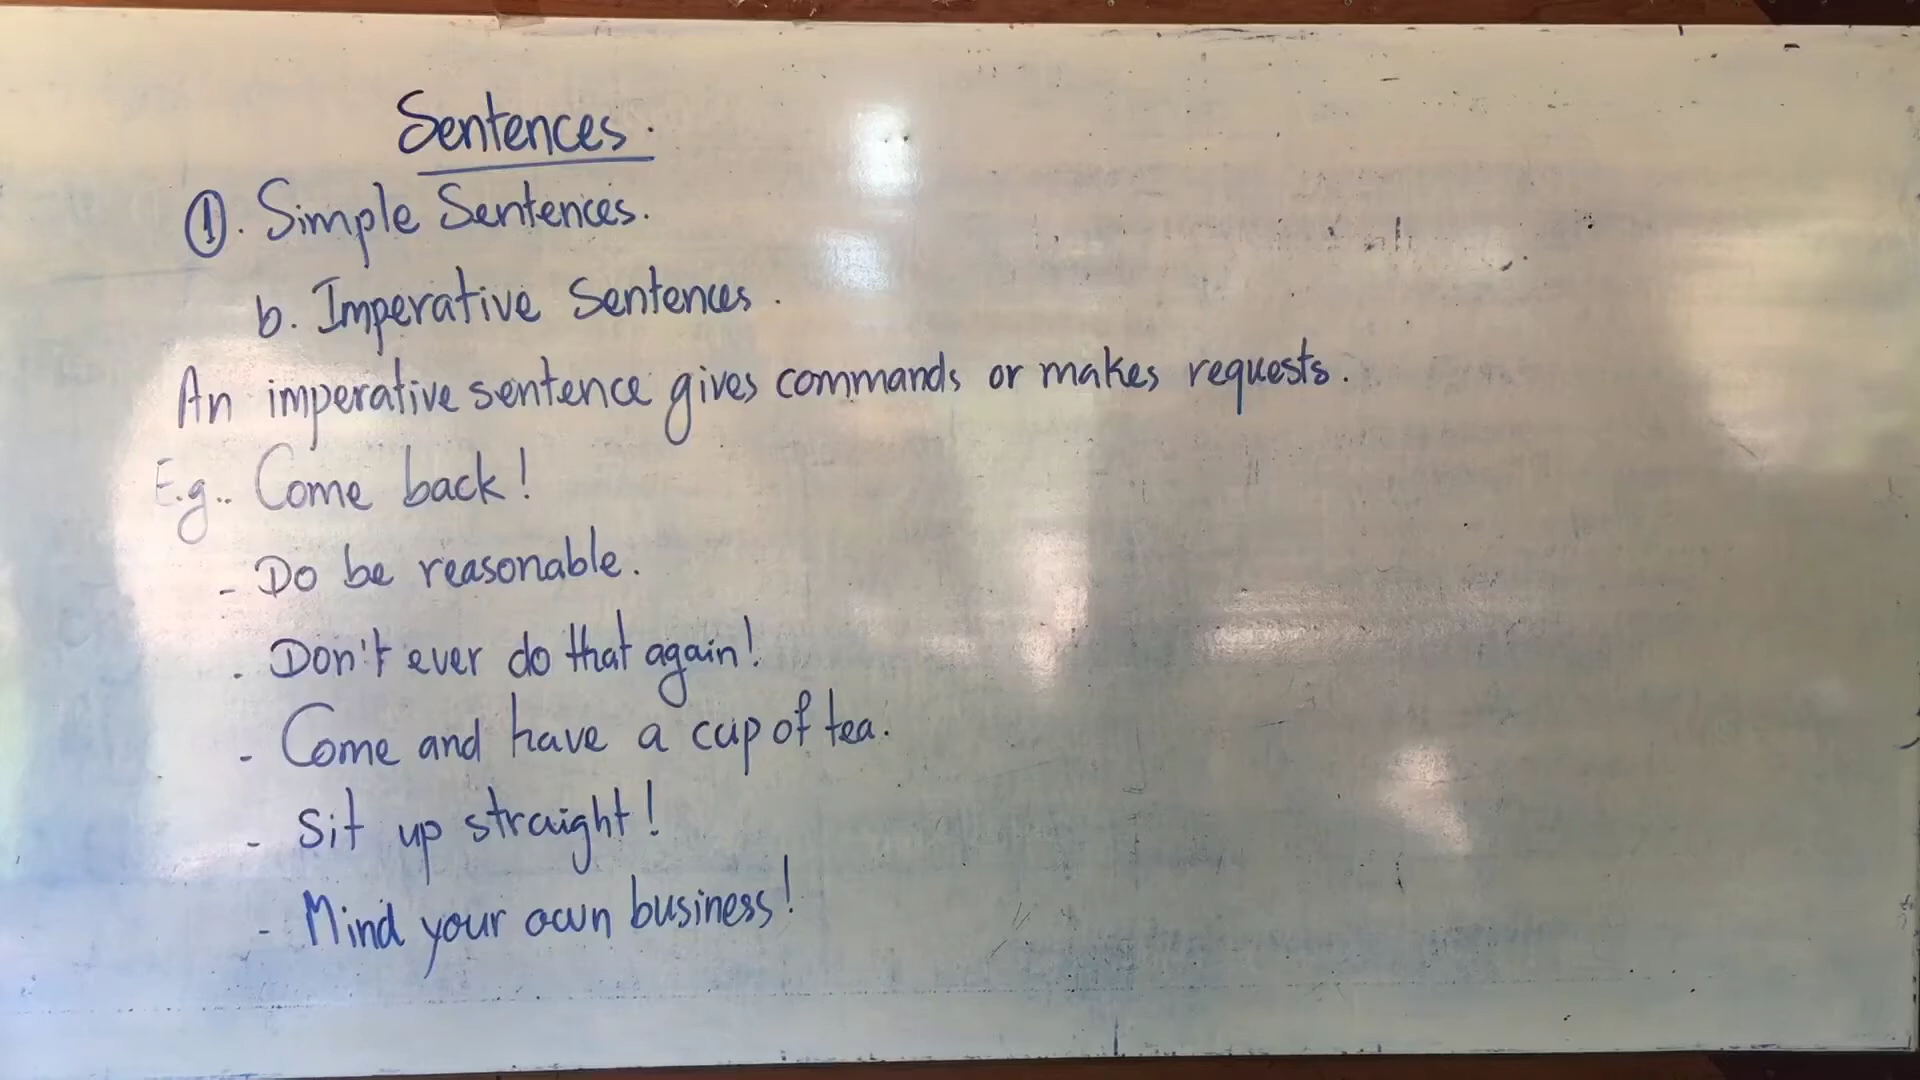 Sentences.
①. Simple Sentences.
b. Imperative Sentences.
An imperative sentence gives commands or makes requests.
E.g.. Come back!
- Do be reasonable.
. Don't ever do that again!
- Come and have a cup of tea.
- Sit up straight!
- Mind your own business!